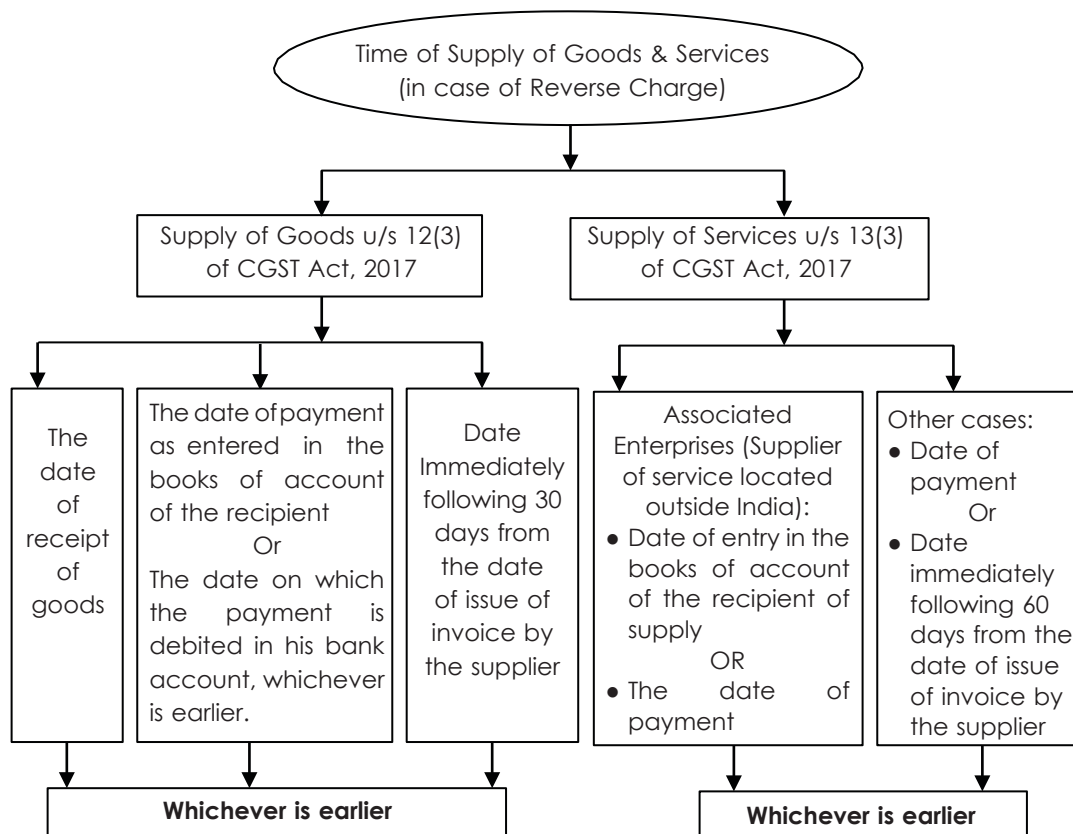 Time of Supply of Goods & Services
(in case of Reverse Charge)
Supply of Goods u/s 12(3)
of CGST Act, 2017
Supply of Services u/s 13(3)
of CGST Act, 2017
The
date
of
receipt
of
goods
The date of payment
as entered in the
books of account
of the recipient
Or
The date on which
the payment is
debited in his bank
account, whichever
is earlier.
Date
Immediately
following 30
days from
the date
of issue of
invoice by
the supplier
Associated
Enterprises (Supplier
of service located
outside India):
● Date of entry in the
books of account
of the recipient of
supply
OR
● The date of
payment
Other cases:
● Date of
payment
Or
● Date
immediately
following 60
days from the
date of issue
of invoice by
the supplier
Whichever is earlier
Whichever is earlier